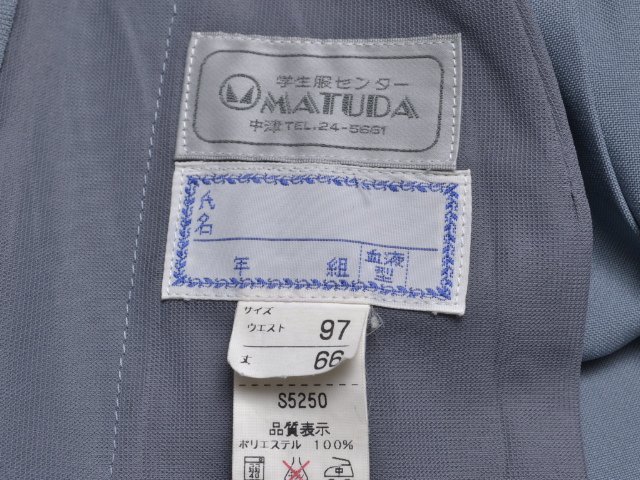 学生服センター
MATUDA
中津TEL.24-5661
氏名
年 組 血液型
サイズ
ウエスト 97
丈 66
S5250
品質表示
ポリエステル 100%